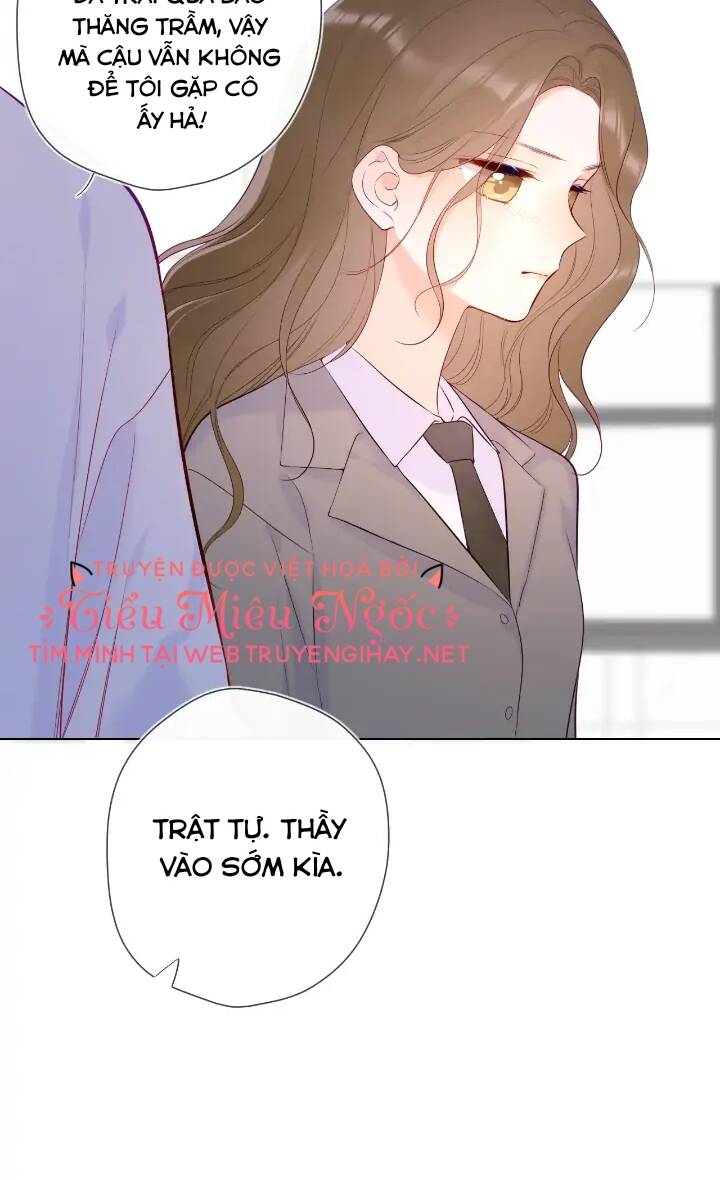 ĐÃ TRẢI QUA BAO
THĂNG TRẦM, VẬY
MÀ CẬU VẪN KHÔNG
ĐỂ TÔI GẶP CÔ
ẤY HẢ!
TRUYỆN ĐƯỢC VIỆT HOA BỞI
Tiểu Miêu Ngốc
TÌM MÌNH TẠI WEB TRUYENGIHAY.NET
TRẬT TỰ. THẦY
VÀO SỚM KÌA.